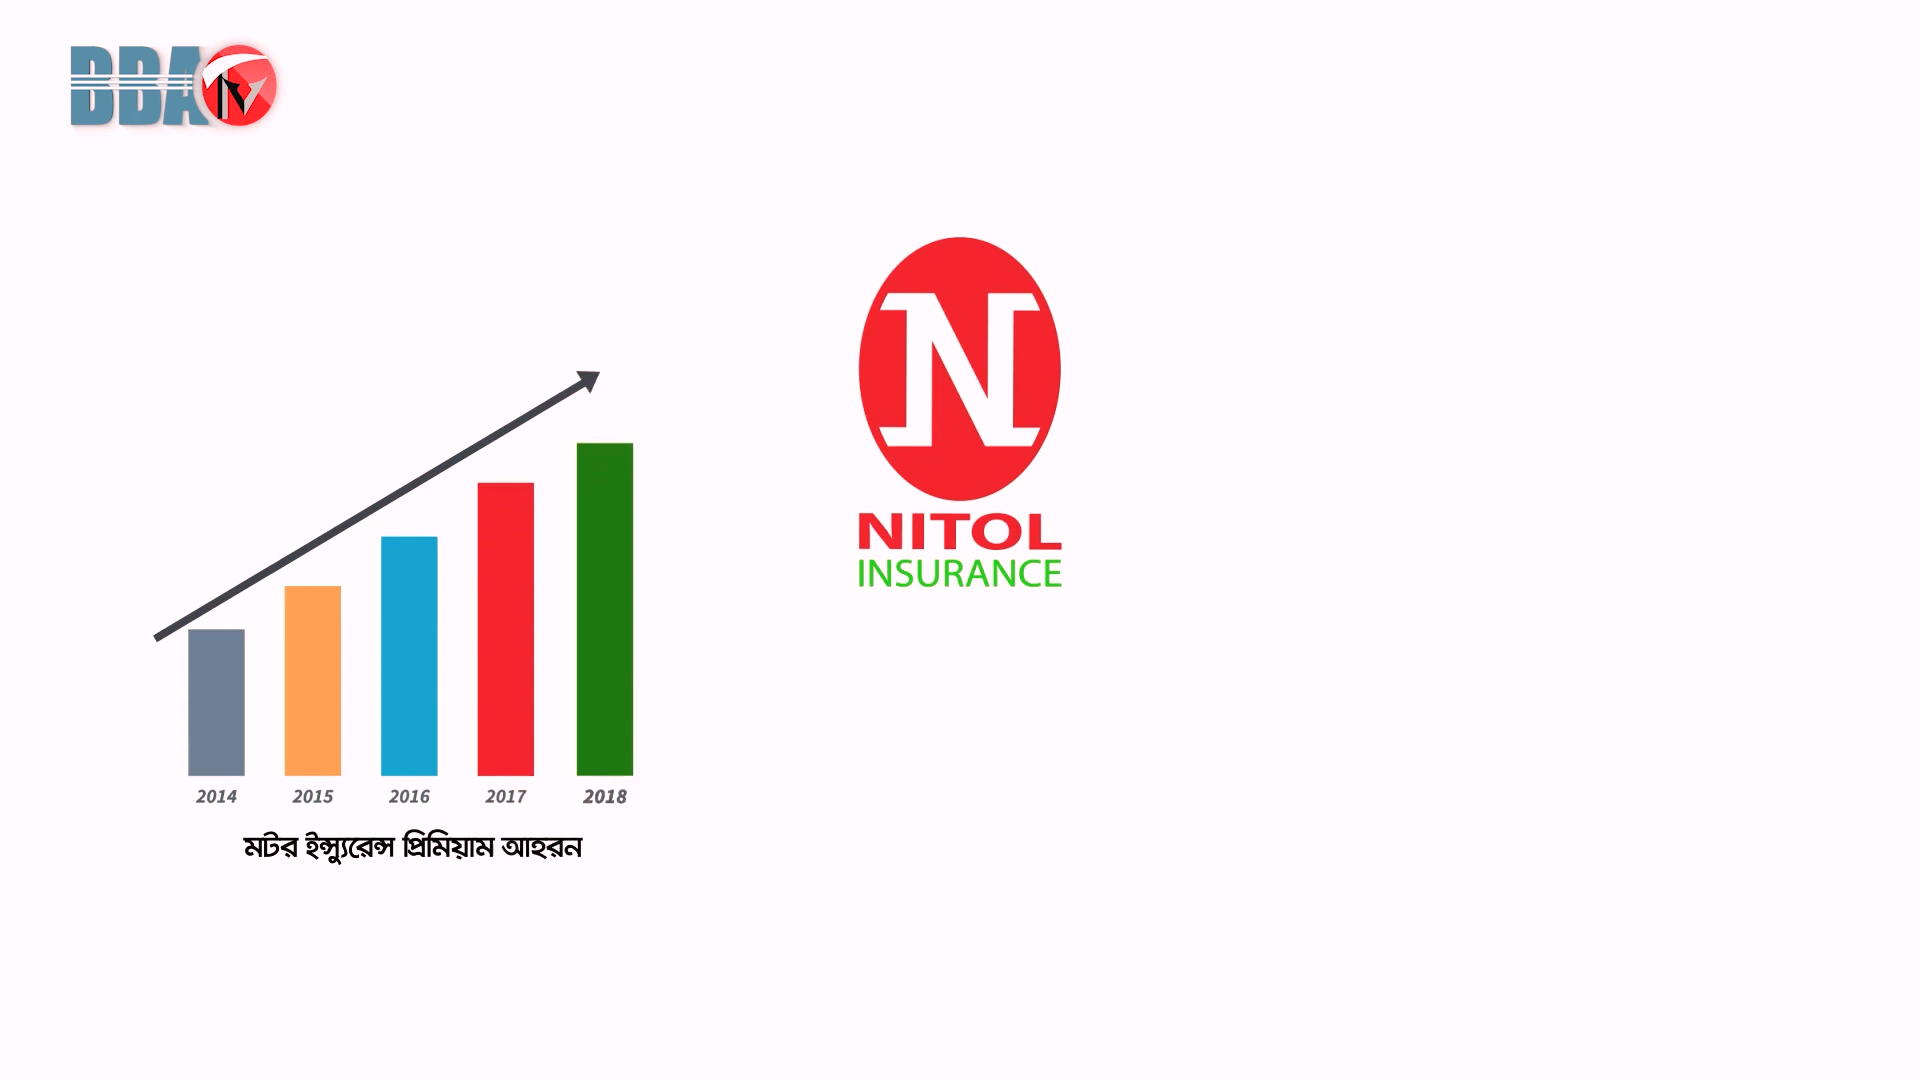 BBA TV
N
NITOL
INSURANCE
2014 2015 2016 2017 2018
মটর ইন্স্যুরেন্স প্রিমিয়াম আহরন